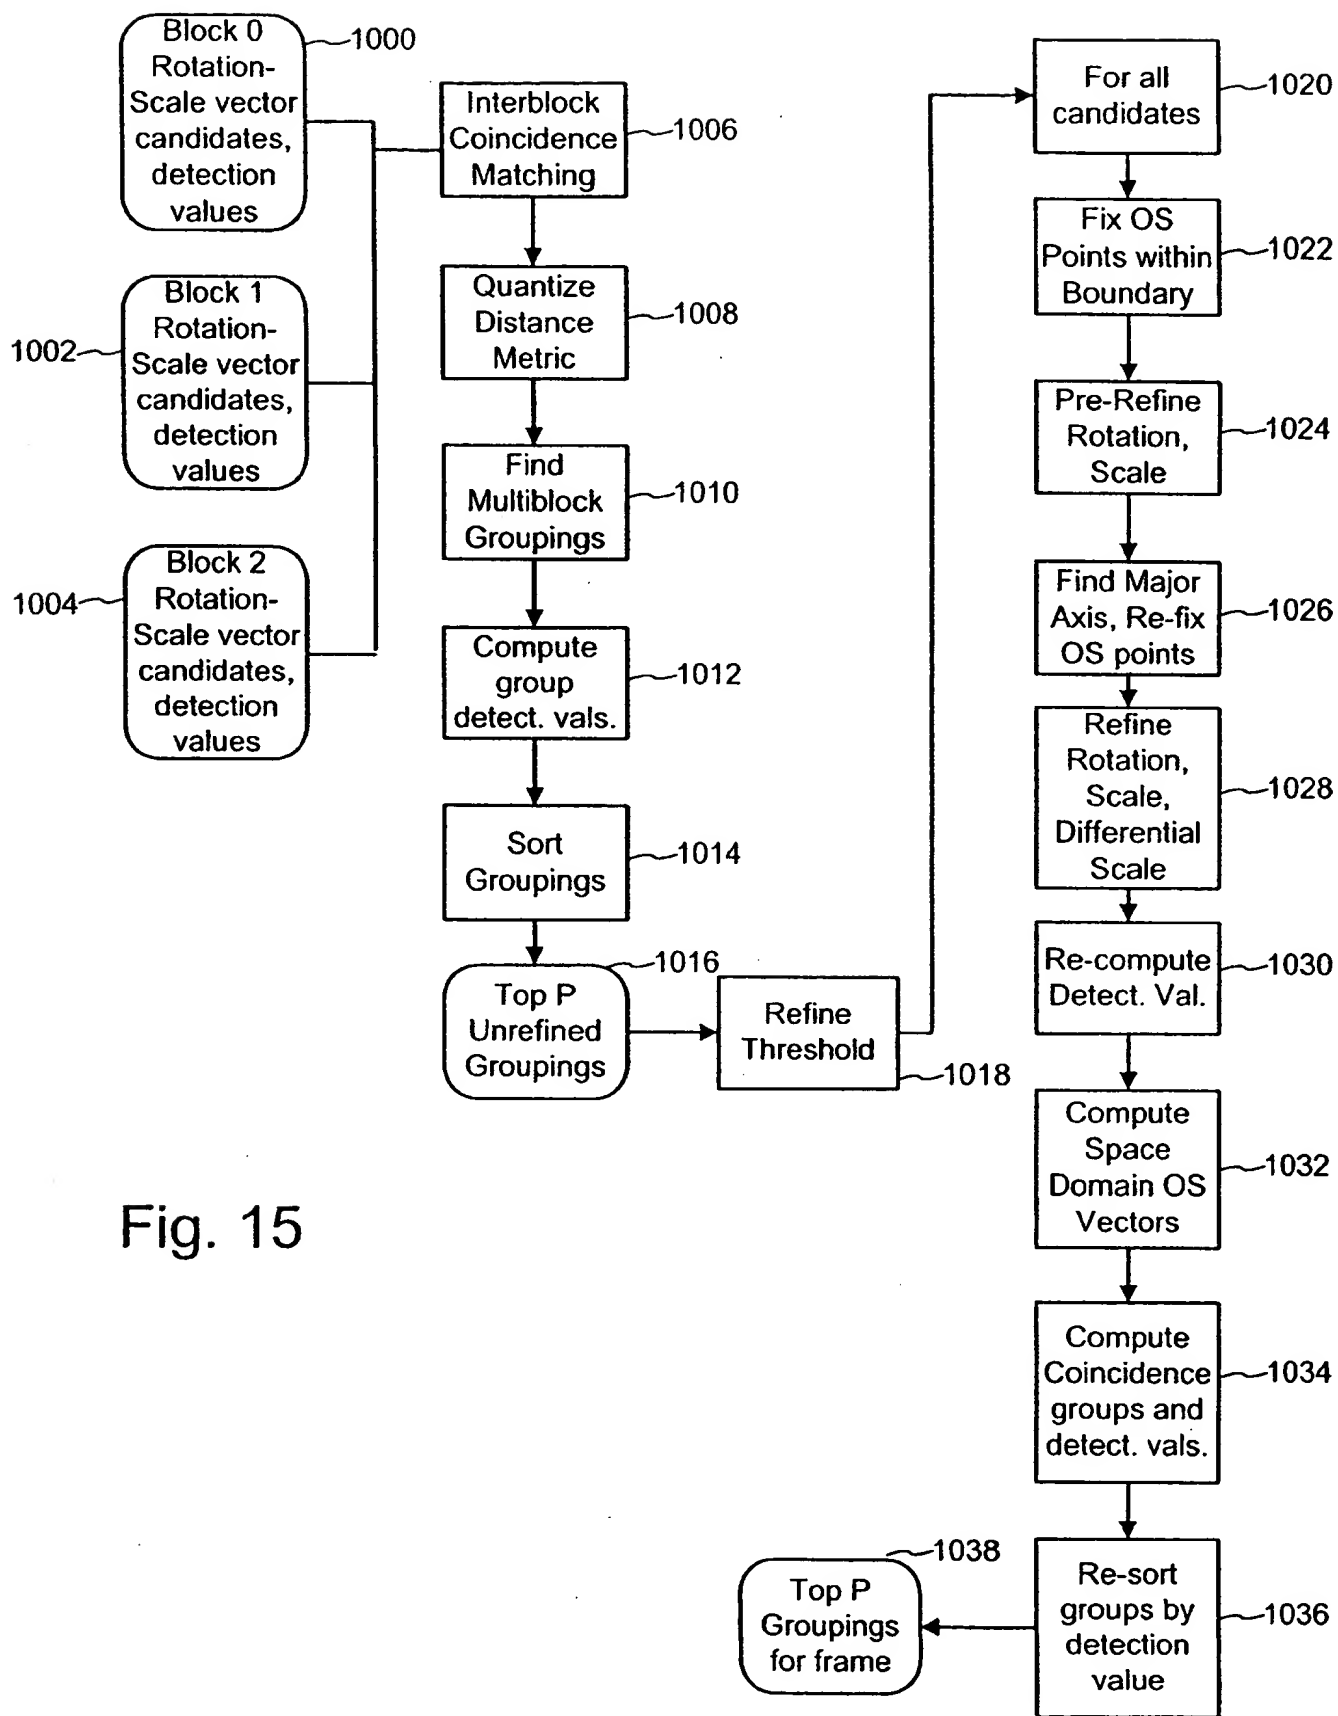 Block 0
Rotation-
Scale vector
candidates,
detection
values
1000
Block 1
Rotation-
Scale vector
candidates,
detection
values
1002
Block 2
Rotation-
Scale vector
candidates,
detection
values
1004
Interblock
Coincidence
Matching
1006
Quantize
Distance
Metric
1008
Find
Multiblock
Groupings
1010
Compute
group
detect. vals.
1012
Sort
Groupings
1014
Top P
Unrefined
Groupings
1016
Refine
Threshold
1018
For all
candidates
1020
Fix OS
Points within
Boundary
1022
Pre-Refine
Rotation,
Scale
1024
Find Major
Axis, Re-fix
OS points
1026
Refine
Rotation,
Scale,
Differential
Scale
1028
Re-compute
Detect. Val.
1030
Compute
Space
Domain OS
Vectors
1032
Compute
Coincidence
groups and
detect. vals.
1034
Re-sort
groups by
detection
value
1036
Top P
Groupings
for frame
1038
Fig. 15